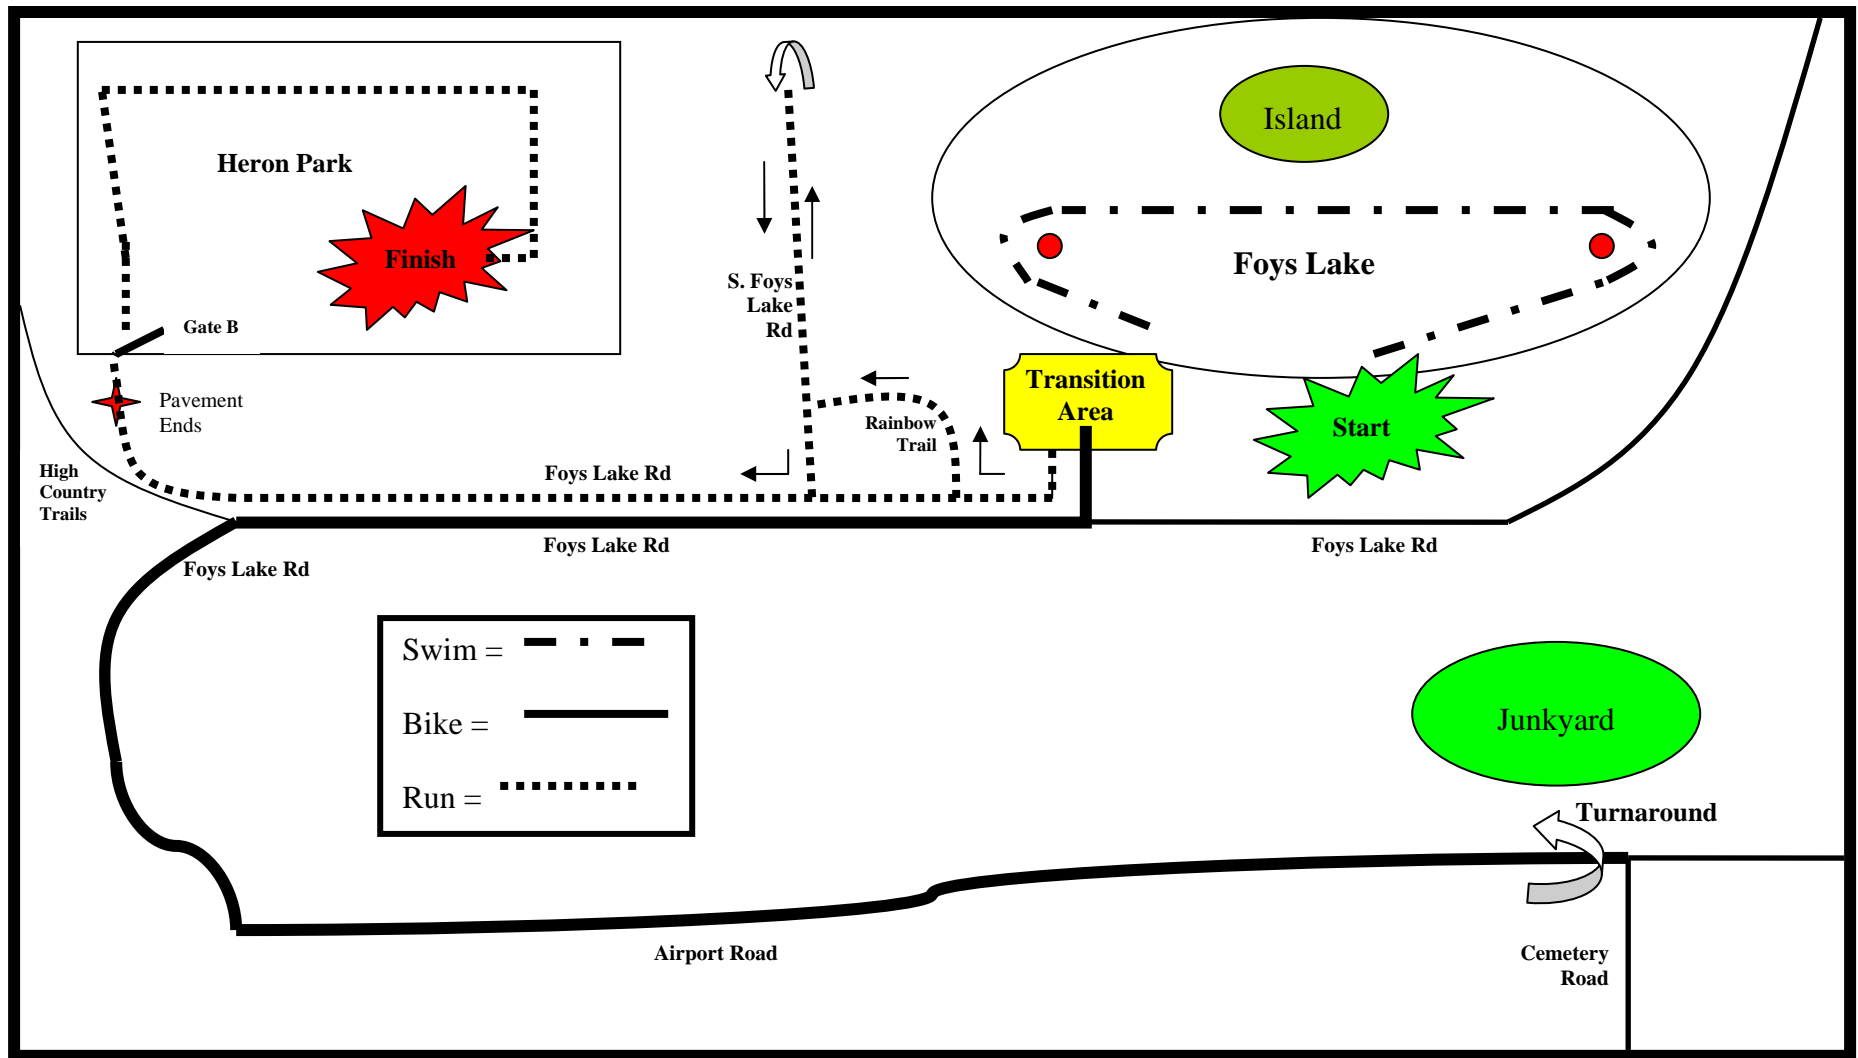 Island
Heron Park
Foys Lake
Finish
S. Foys
Lake
Rd
Gate B
Transition
Area
Pavement
Ends
Rainbow
Trail
Start
High
Country
Trails
Foys Lake Rd
Foys Lake Rd
Foys Lake Rd
Foys Lake Rd
Swim =
Bike =
Run =
Junkyard
Turnaround
Airport Road
Cemetery
Road